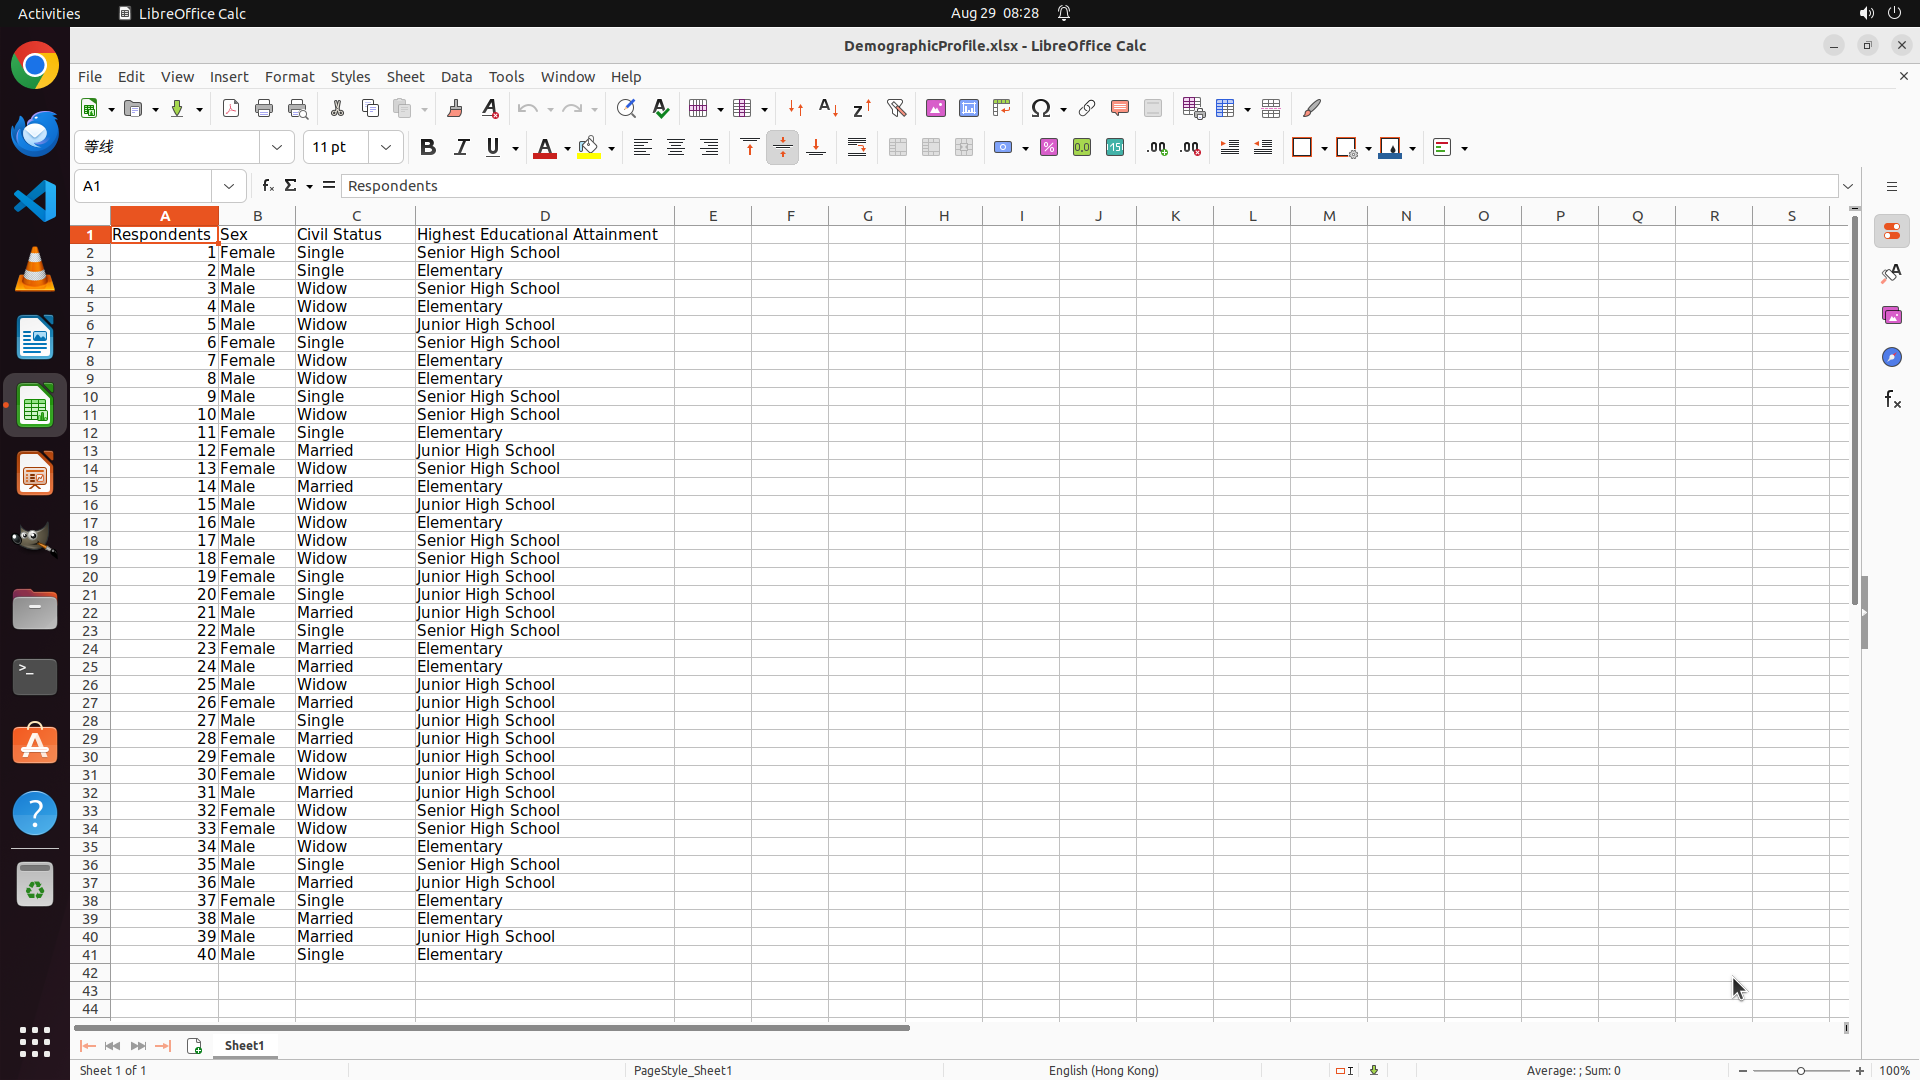 Activities LibreOffice Calc Aug 29 08:28
DemographicProfile.xlsx - LibreOffice Calc
File Edit View Insert Format Styles Sheet Data Tools Window Help
等线 11 pt
A1 Respondents
A B C D E F G H I J K L M N O P Q R S
1 Respondents Sex Civil Status Highest Educational Attainment
2 1 Female Single Senior High School
3 2 Male Single Elementary
4 3 Male Widow Senior High School
5 4 Male Widow Elementary
6 5 Male Widow Junior High School
7 6 Female Single Senior High School
8 7 Female Widow Elementary
9 8 Male Widow Elementary
10 9 Male Single Senior High School
11 10 Male Widow Senior High School
12 11 Female Single Elementary
13 12 Female Married Junior High School
14 13 Female Widow Senior High School
15 14 Male Married Elementary
16 15 Male Widow Junior High School
17 16 Male Widow Elementary
18 17 Male Widow Senior High School
19 18 Female Widow Senior High School
20 19 Female Single Junior High School
21 20 Female Single Junior High School
22 21 Male Married Junior High School
23 22 Male Single Senior High School
24 23 Female Married Elementary
25 24 Male Married Elementary
26 25 Male Widow Junior High School
27 26 Female Married Junior High School
28 27 Male Single Junior High School
29 28 Female Married Junior High School
30 29 Female Widow Junior High School
31 30 Female Widow Junior High School
32 31 Male Married Junior High School
33 32 Female Widow Senior High School
34 33 Female Widow Senior High School
35 34 Male Widow Elementary
36 35 Male Single Senior High School
37 36 Male Married Junior High School
38 37 Female Single Elementary
39 38 Male Married Elementary
40 39 Male Married Junior High School
41 40 Male Single Elementary
42
43
44
Sheet1
Sheet 1 of 1 PageStyle_Sheet1 English (Hong Kong) Average: ; Sum: 0 100%